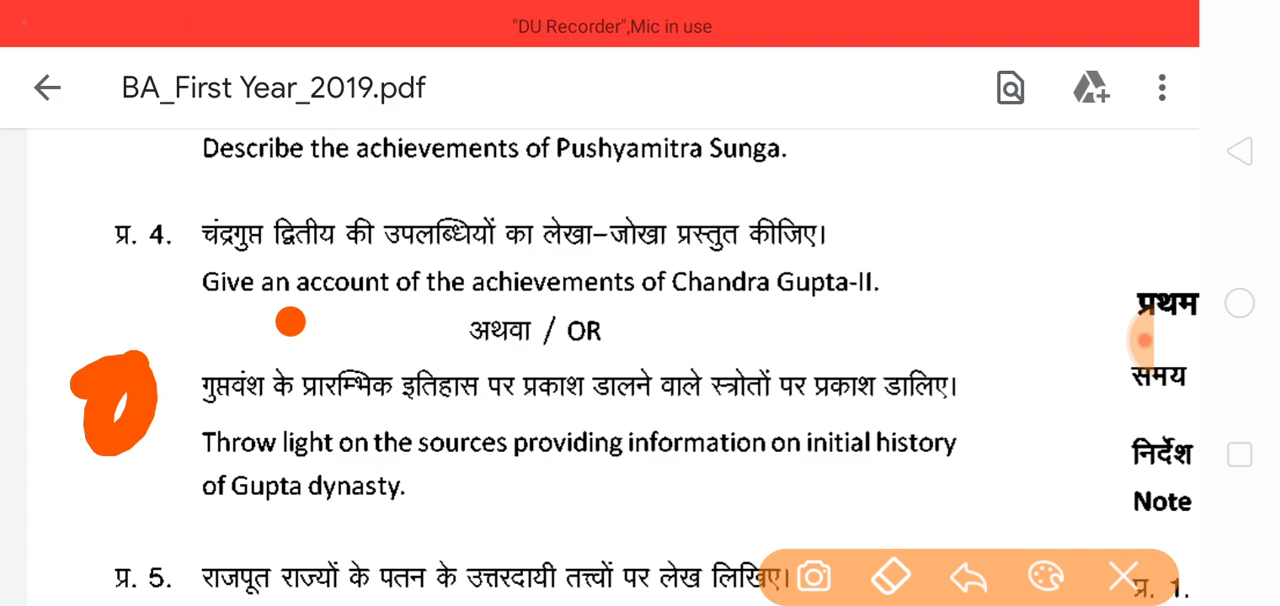 "DU Recorder",Mic in use
BA_First Year_2019.pdf
Describe the achievements of Pushyamitra Sunga.
प्र. 4. चंद्रगुप्त द्वितीय की उपलब्धियों का लेखा-जोखा प्रस्तुत कीजिए।
Give an account of the achievements of Chandra Gupta-II.
अथवा / OR
गुप्तवंश के प्रारम्भिक इतिहास पर प्रकाश डालने वाले स्त्रोतों पर प्रकाश डालिए।
Throw light on the sources providing information on initial history
of Gupta dynasty.
प्र. 5. राजपूत राज्यों के पतन के उत्तरदायी तत्त्वों पर लेख लिखिए।
प्रथम
समय
निर्देश
Note
प्र. 1.